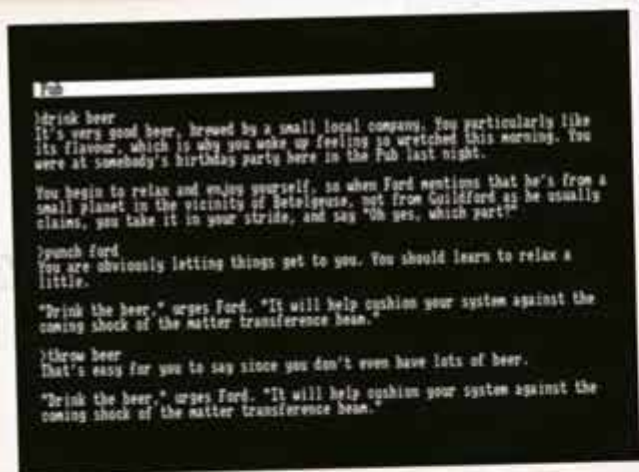 Pub
>drink beer
It's very good beer, brewed by a small local company. You particularly like
its flavour, which is why you woke up feeling so wretched this morning. You
were at somebody's birthday party here in the Pub last night.
You begin to relax and enjoy yourself, so when Ford mentions that he's from a
small planet in the vicinity of Betelgeuse, not from Guildford as he usually
claims, you take it in your stride, and say "Oh yes, which part?"
>punch ford
You are obviously letting things get to you. You should learn to relax a
little.
"Drink the beer," urges Ford. "It will help cushion your system against the
coming shock of the matter transference beam."
>throw beer
That's easy for you to say since you don't even have lots of beer.
"Drink the beer," urges Ford. "It will help cushion your system against the
coming shock of the matter transference beam."